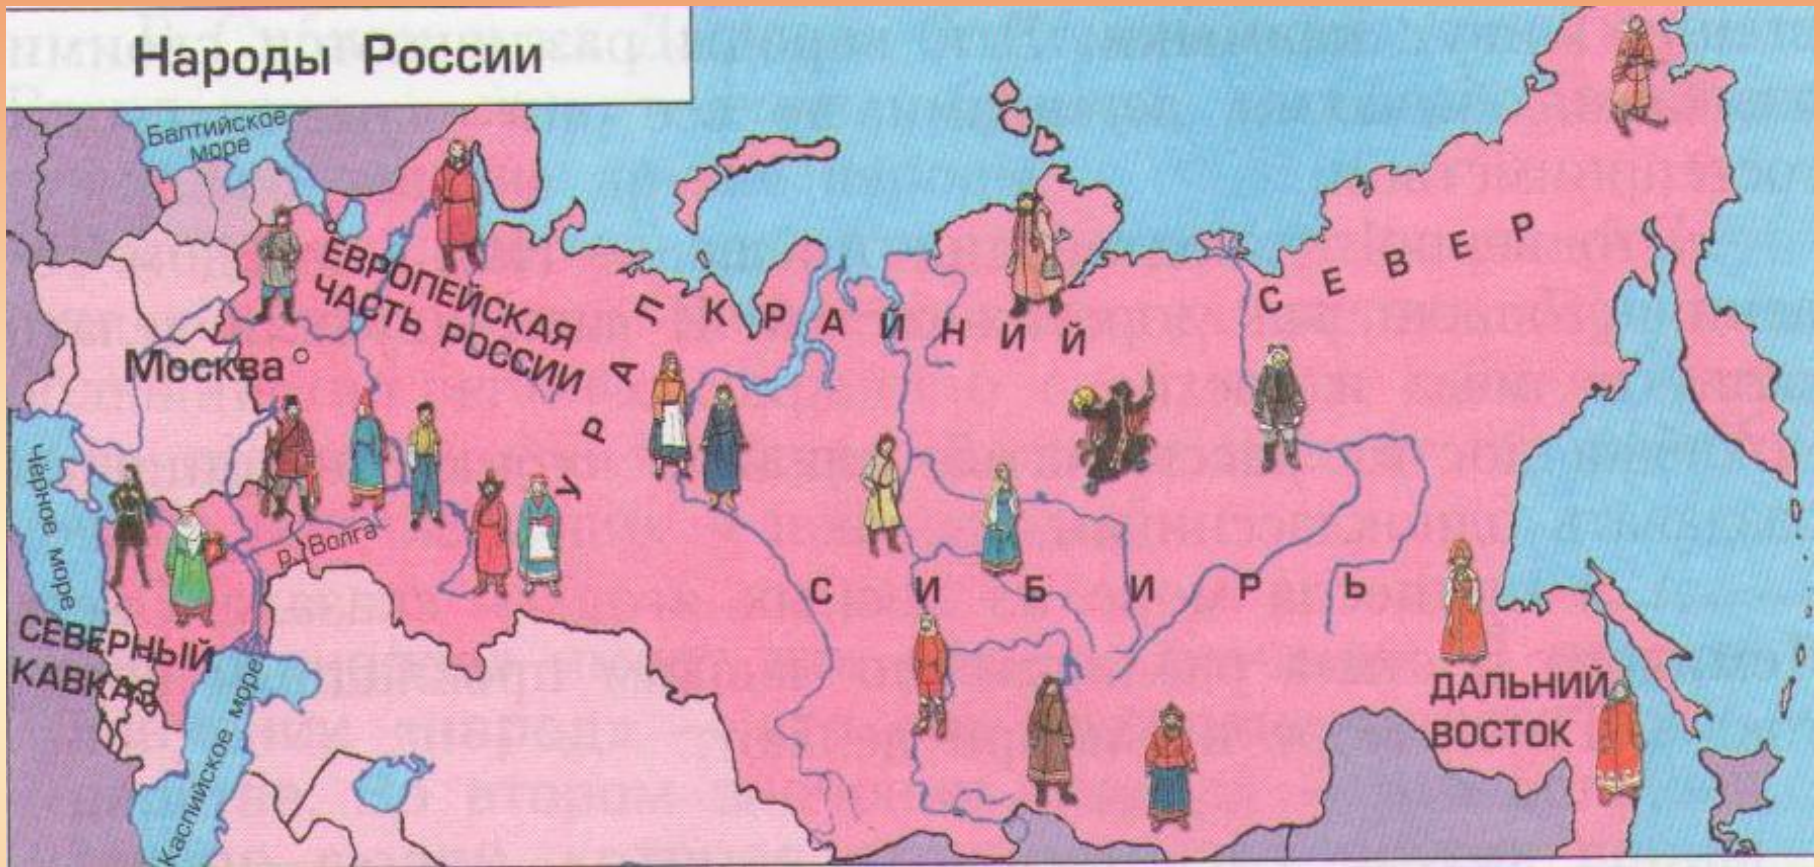 Народы России
Балтийское
море
ЕВРОПЕЙСКАЯ
ЧАСТЬ РОССИИ
Москва
УРАЛ
КРАЙНИЙ СЕВЕР
Чёрное море
р. Волга
СИБИРЬ
СЕВЕРНЫЙ
КАВКАЗ
Каспийское море
ДАЛЬНИЙ
ВОСТОК